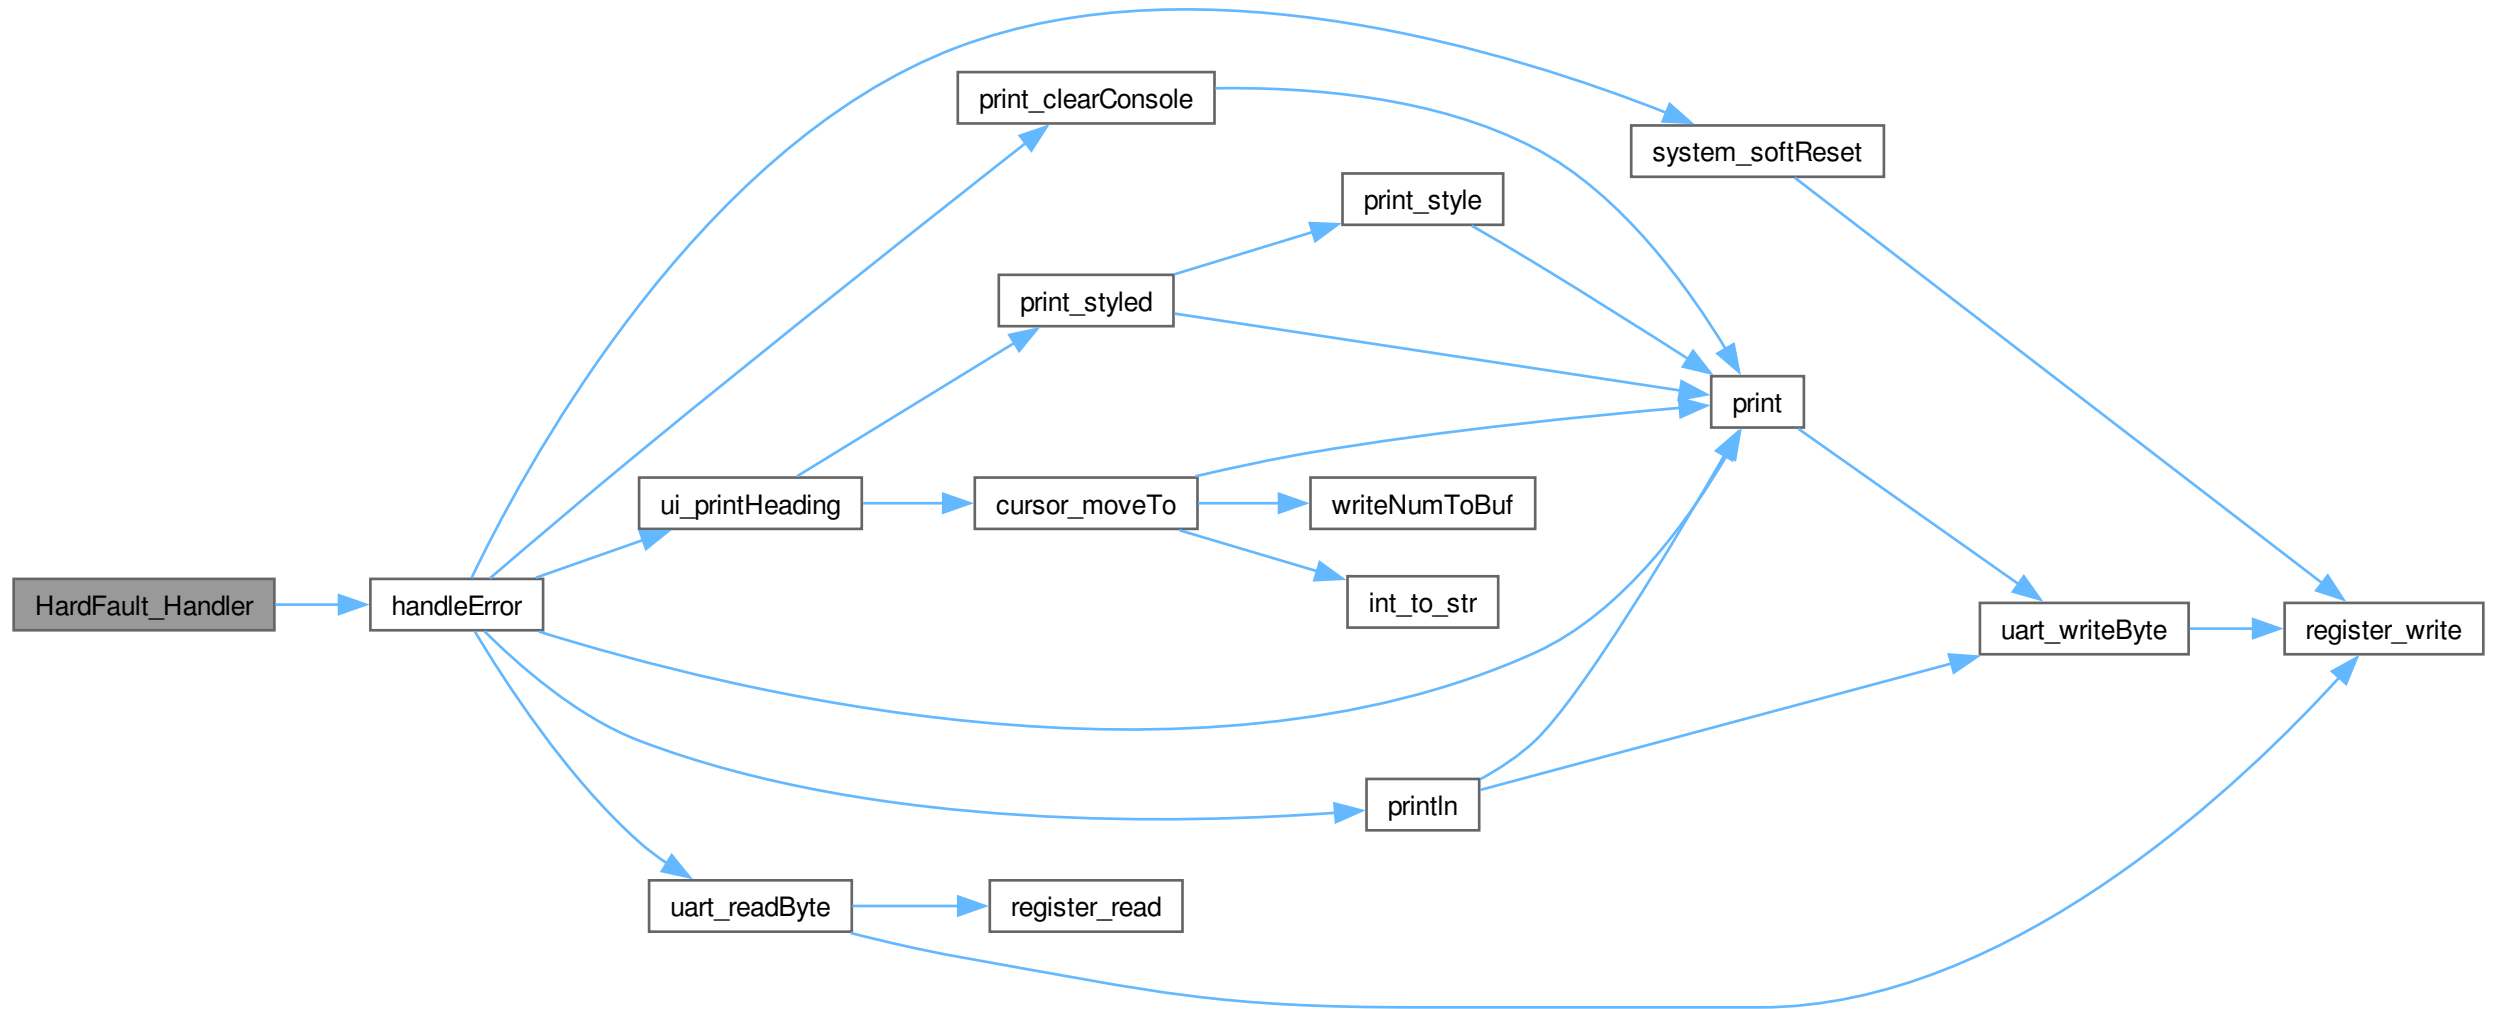 print_clearConsole
system_softReset
print_style
print_styled
print
ui_printHeading
cursor_moveTo
writeNumToBuf
HardFault_Handler
handleError
int_to_str
uart_writeByte
register_write
println
uart_readByte
register_read